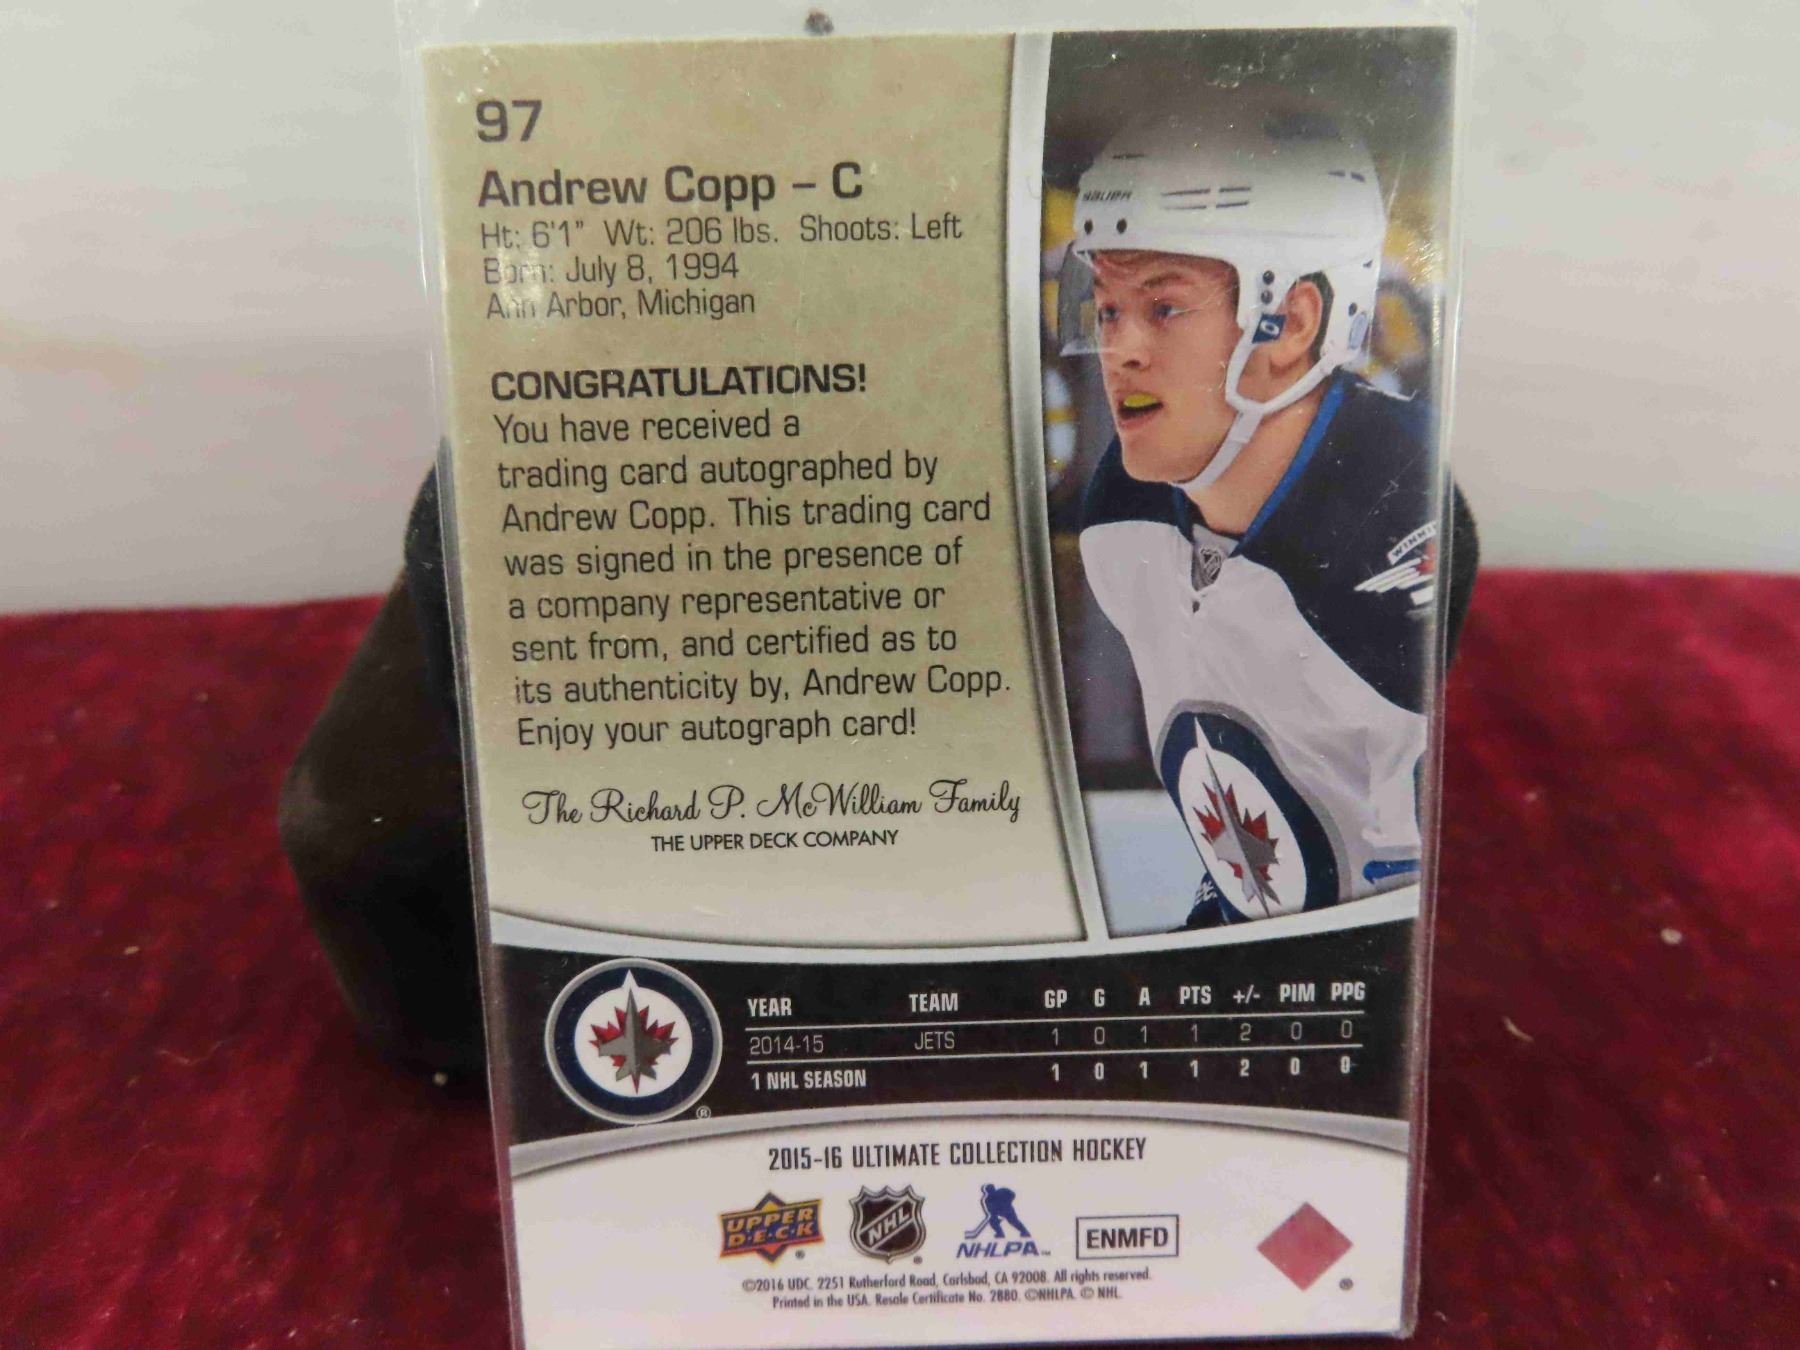 97
Andrew Copp – C
Ht: 6'1" Wt: 206 lbs. Shoots: Left
Born: July 8, 1994
Ann Arbor, Michigan
CONGRATULATIONS!
You have received a
trading card autographed by
Andrew Copp. This trading card
was signed in the presence of
a company representative or
sent from, and certified as to
its authenticity by, Andrew Copp.
Enjoy your autograph card!
The Richard P. McWilliam Family
THE UPPER DECK COMPANY
BAUER
YEAR TEAM GP G A PTS +/- PIM PPG
2014-15 JETS 1 0 1 1 2 0 0
1 NHL SEASON 1 0 1 1 2 0 0
®
2015-16 ULTIMATE COLLECTION HOCKEY
UPPER DECK ® NHL ® NHLPA™ ENMFD ®
©2016 UDC. 2251 Rutherford Road, Carlsbad, CA 92008. All rights reserved.
Printed in the USA. Resale Certificate No. 2880. ©NHLPA. © NHL.